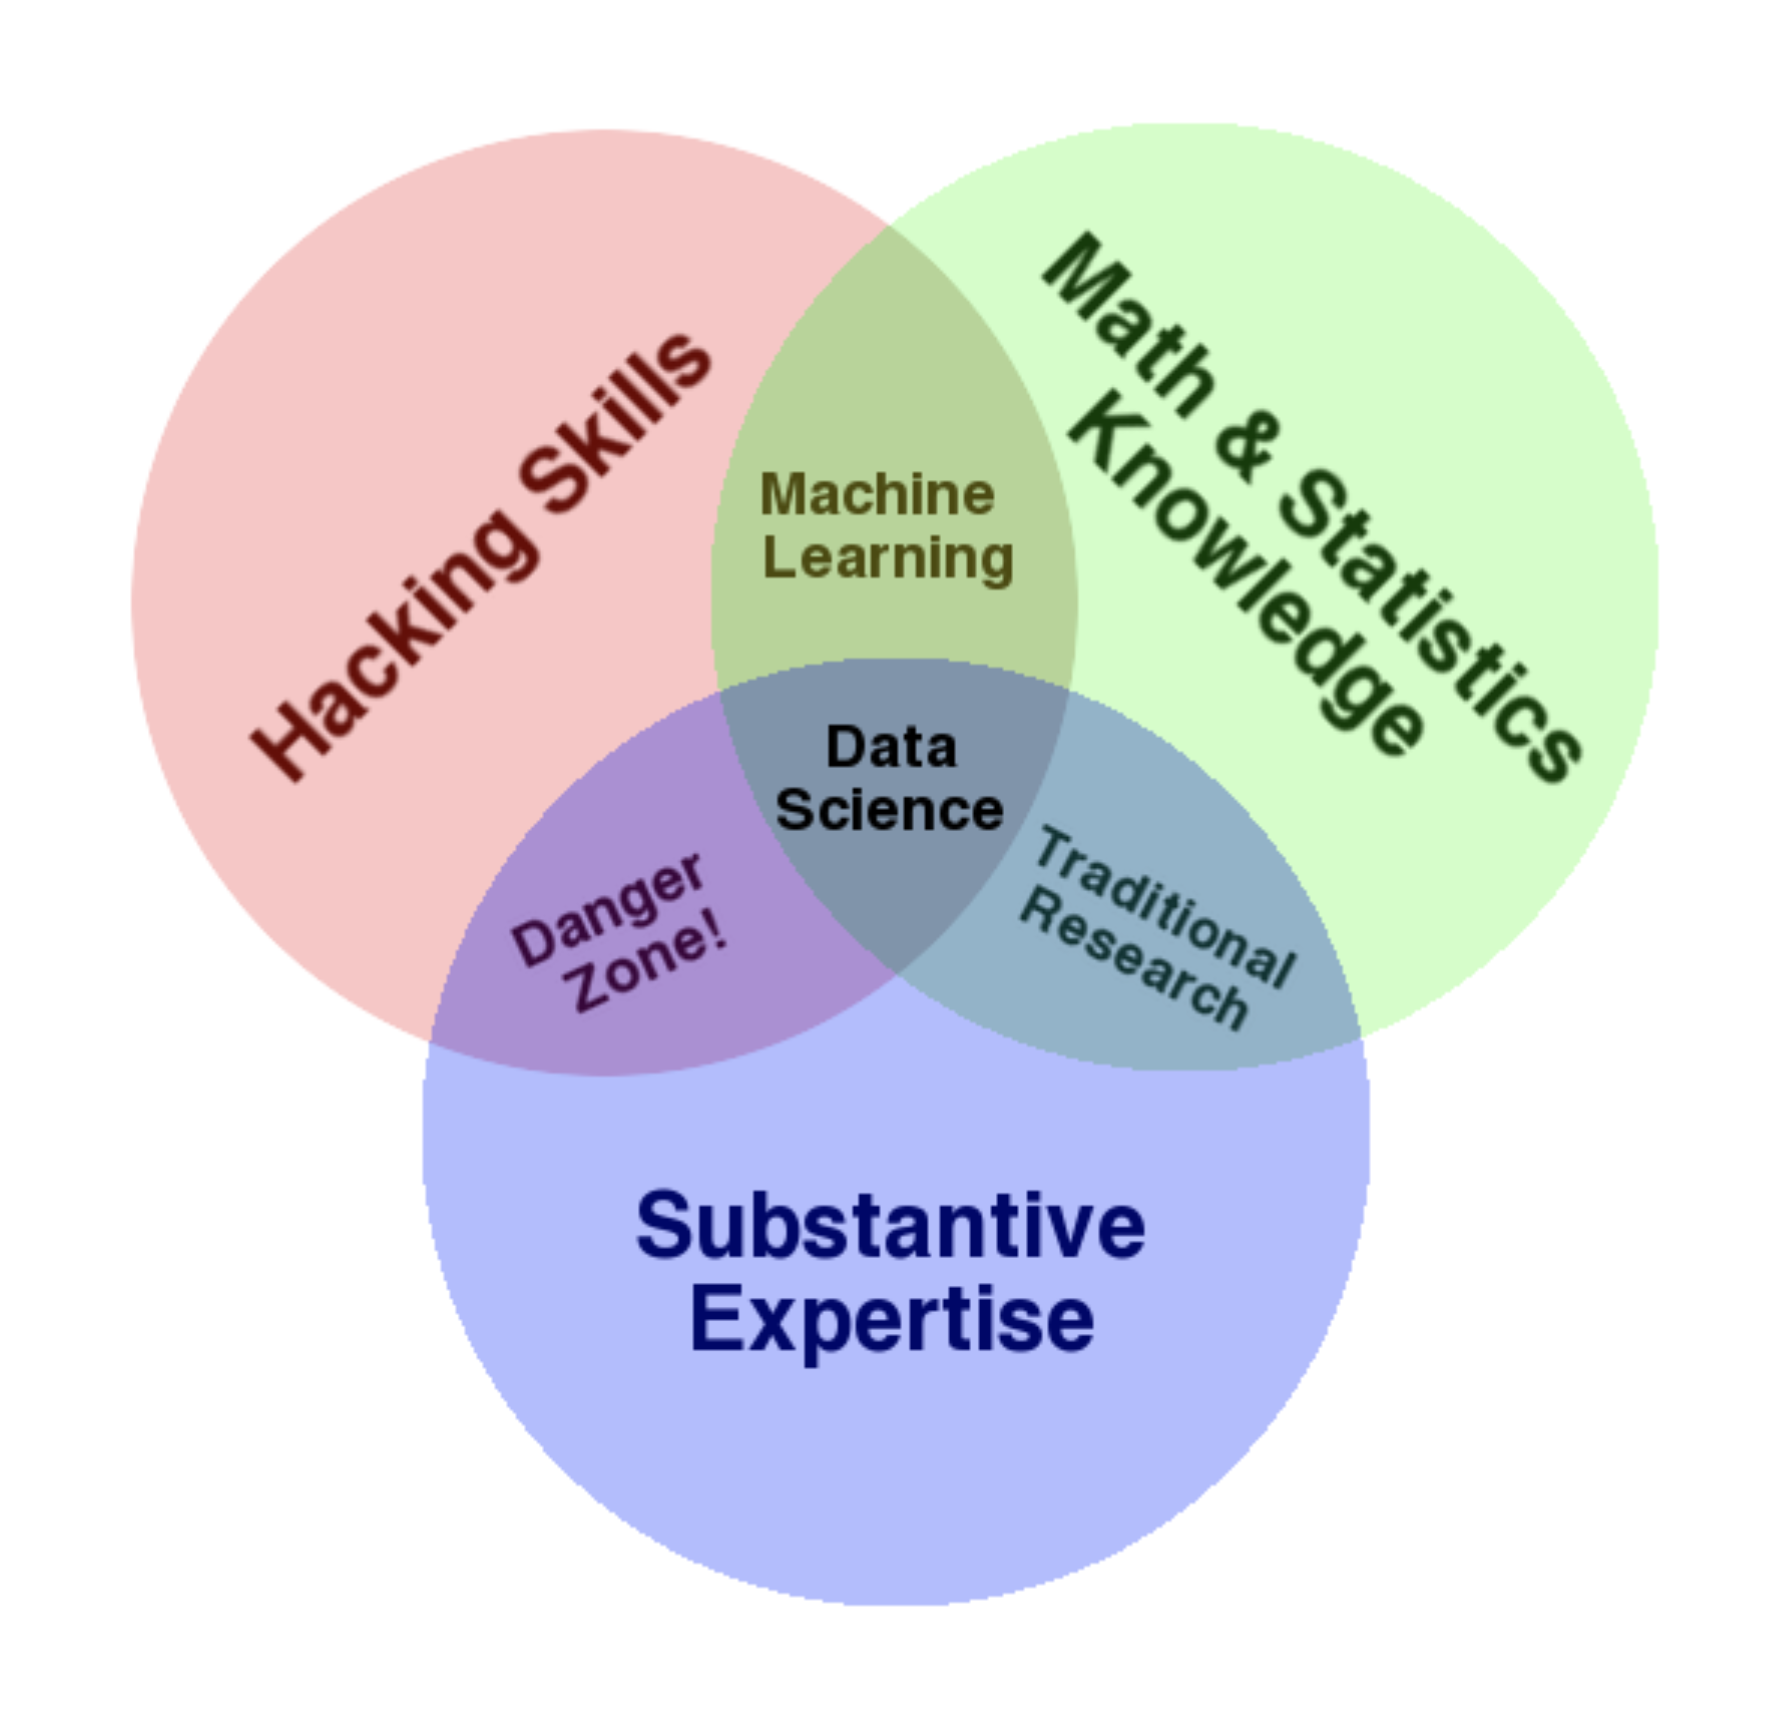 Hacking Skills
Math & Statistics
Knowledge
Machine
Learning
Data
Science
Danger
Zone!
Traditional
Research
Substantive
Expertise